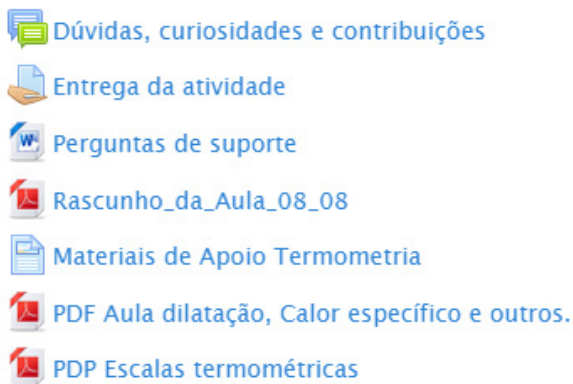 Dúvidas, curiosidades e contribuições
Entrega da atividade
Perguntas de suporte
Rascunho_da_Aula_08_08
Materiais de Apoio Termometria
PDF Aula dilatação, Calor específico e outros.
PDP Escalas termométricas